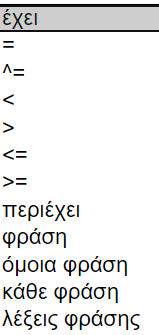 έχει
=
^=
<
>
<=
>=
περιέχει
φράση
όμοια φράση
κάθε φράση
λέξεις φράσης